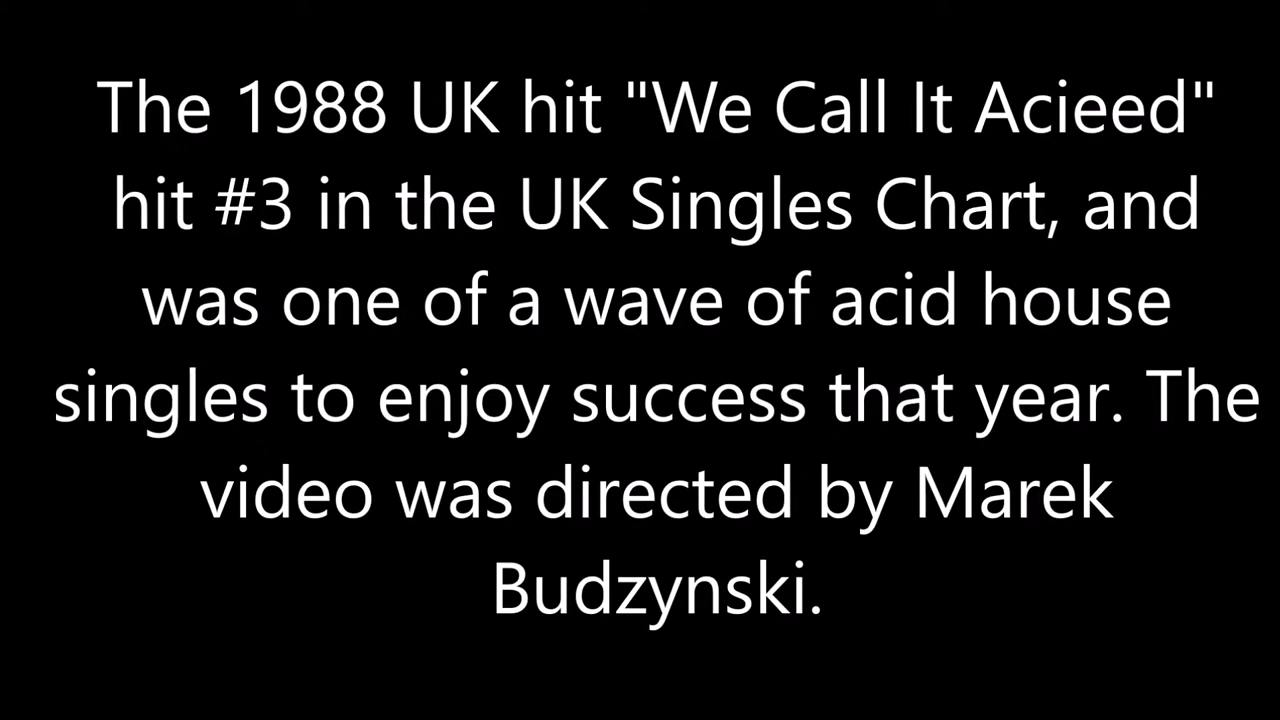 The 1988 UK hit "We Call It Acieed"
hit #3 in the UK Singles Chart, and
was one of a wave of acid house
singles to enjoy success that year. The
video was directed by Marek
Budzynski.